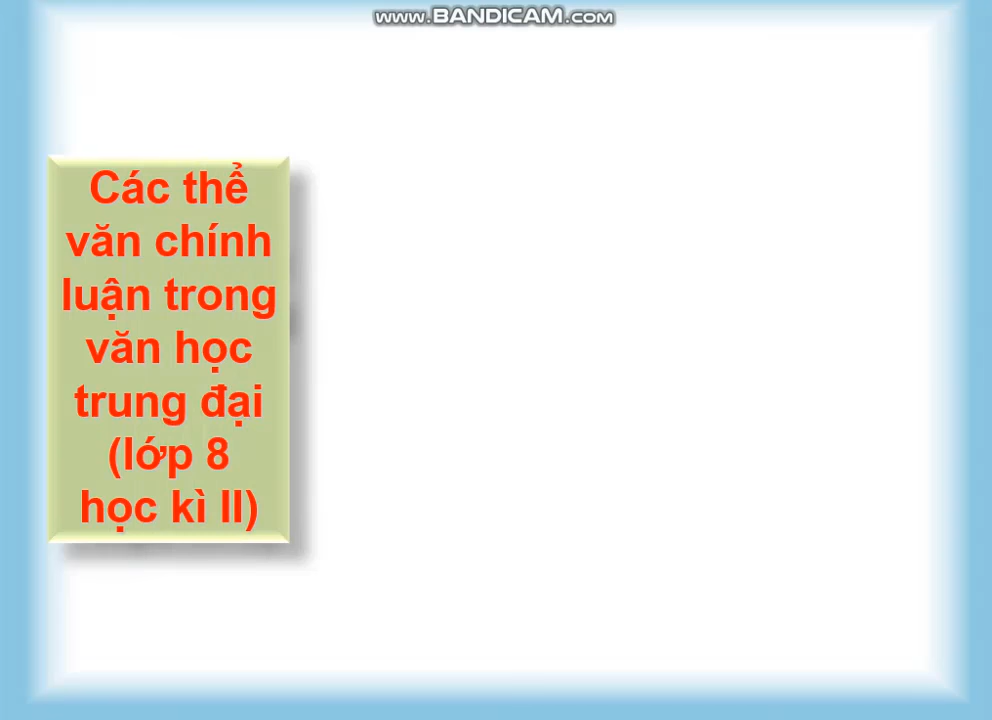 www.BANDICAM.com
Các thể
văn chính
luận trong
văn học
trung đại
(lớp 8
học kì II)